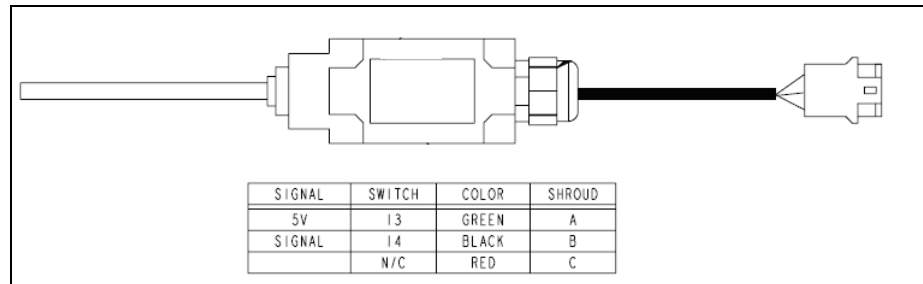 SIGNAL SWITCH COLOR SHROUD
5V 13 GREEN A
SIGNAL 14 BLACK B
N/C RED C